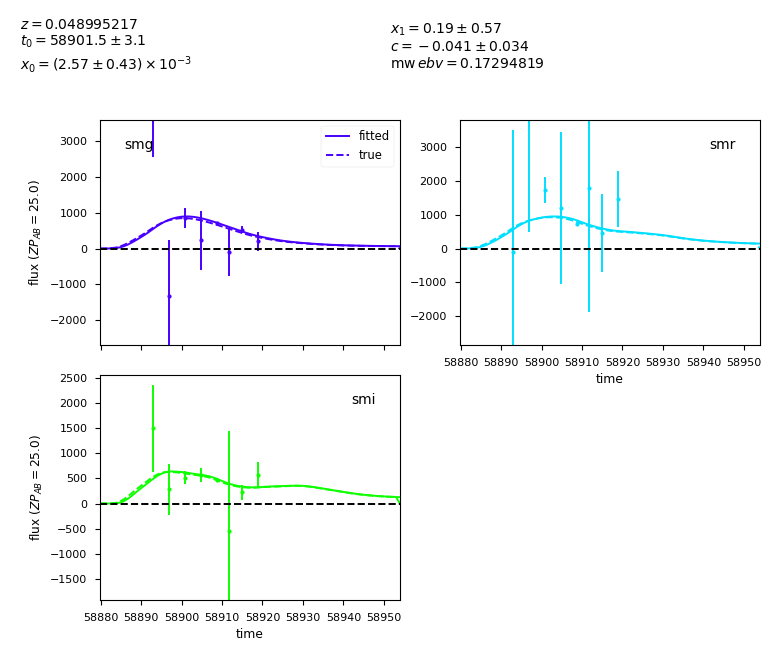 z = 0.048995217
t₀ = 58901.5 ± 3.1
x₀ = (2.57 ± 0.43) × 10⁻³
x₁ = 0.19 ± 0.57
c = −0.041 ± 0.034
mw ebv = 0.17294819
smg
fitted
true
3000
2000
1000
0
−1000
−2000
flux (ZP_AB = 25.0)
smr
3000
2000
1000
0
−1000
−2000
58880 58890 58900 58910 58920 58930 58940 58950
time
smi
2500
2000
1500
1000
500
0
−500
−1000
−1500
flux (ZP_AB = 25.0)
58880 58890 58900 58910 58920 58930 58940 58950
time